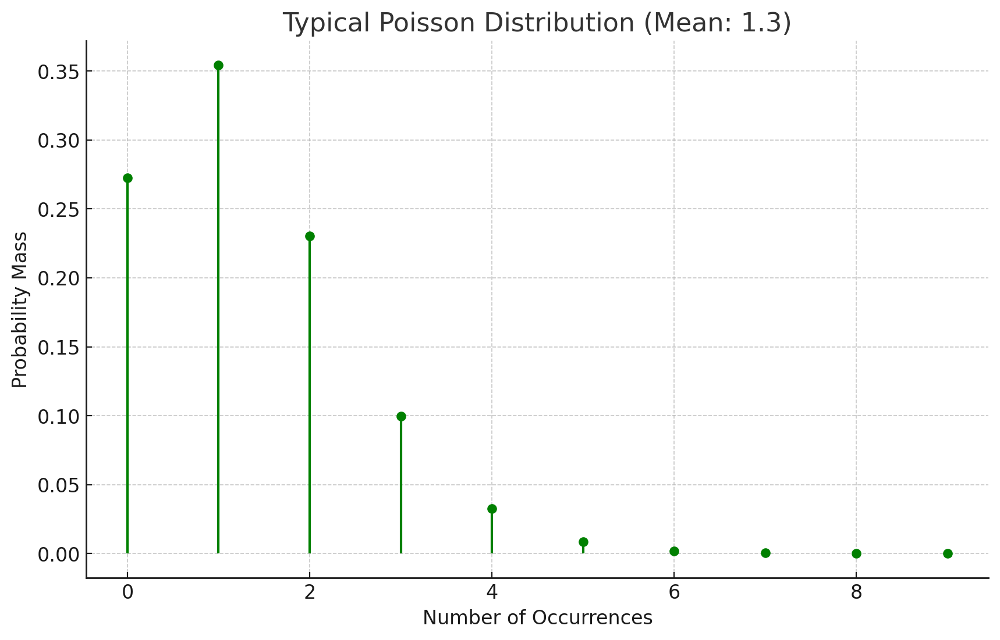 Typical Poisson Distribution (Mean: 1.3)
Probability Mass
0.35
0.30
0.25
0.20
0.15
0.10
0.05
0.00
0 2 4 6 8
Number of Occurrences